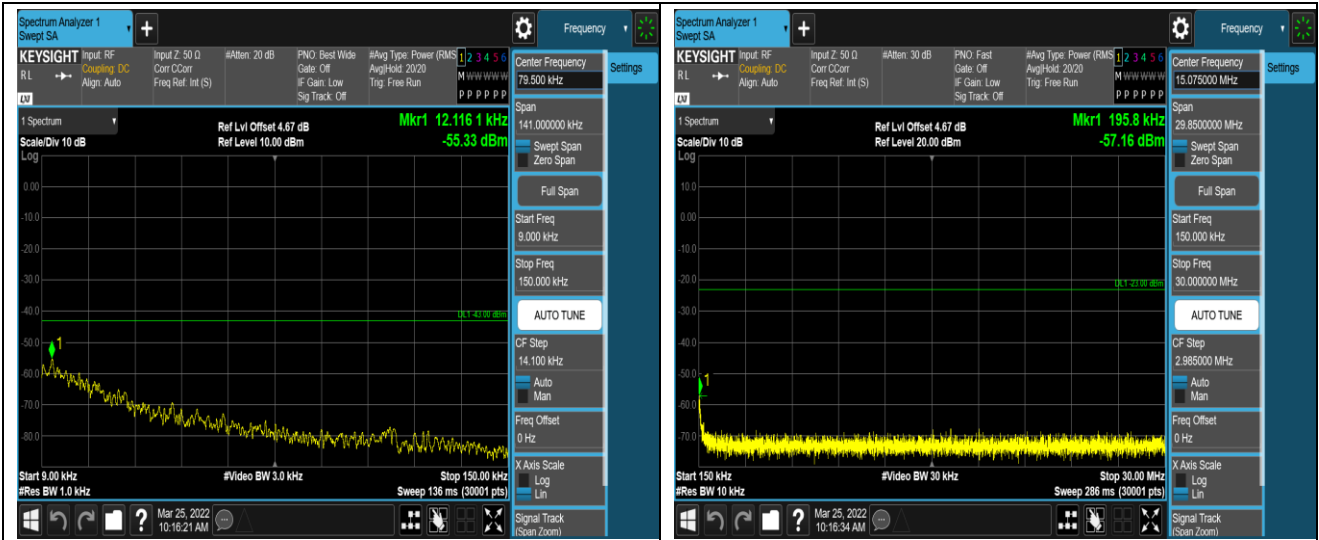 Spectrum Analyzer 1
Swept SA
Frequency
KEYSIGHT
Input: RF
Coupling: DC
Align: Auto
Input Z: 50 Ω
Corr CCorr
Freq Ref: Int (S)
#Atten: 20 dB
PNO: Best Wide
Gate: Off
IF Gain: Low
Sig Track: Off
#Avg Type: Power (RMS
Avg|Hold: 20/20
Trig: Free Run
1 2 3 4 5 6
M W W W W W
P P P P P P
RL
LXI
Center Frequency
79.500 kHz
Settings
1 Spectrum
Scale/Div 10 dB
Ref Lvl Offset 4.67 dB
Ref Level 10.00 dBm
Mkr1 12.116 1 kHz
-55.33 dBm
Log
0.00
-10.0
-20.0
-30.0
-40.0
-50.0
-60.0
-70.0
-80.0
DL1 -43.00 dBm
1
Start 9.00 kHz
#Res BW 1.0 kHz
#Video BW 3.0 kHz
Stop 150.00 kHz
Sweep 136 ms (30001 pts)
Span
141.000000 kHz
Swept Span
Zero Span
Full Span
Start Freq
9.000 kHz
Stop Freq
150.000 kHz
AUTO TUNE
CF Step
14.100 kHz
Auto
Man
Freq Offset
0 Hz
X Axis Scale
Log
Lin
Signal Track
(Span Zoom)
?
Mar 25, 2022
10:16:21 AM
Spectrum Analyzer 1
Swept SA
Frequency
KEYSIGHT
Input: RF
Coupling: DC
Align: Auto
Input Z: 50 Ω
Corr CCorr
Freq Ref: Int (S)
#Atten: 30 dB
PNO: Fast
Gate: Off
IF Gain: Low
Sig Track: Off
#Avg Type: Power (RMS
Avg|Hold: 20/20
Trig: Free Run
1 2 3 4 5 6
M W W W W W
P P P P P P
RL
LXI
Center Frequency
15.075000 MHz
Settings
1 Spectrum
Scale/Div 10 dB
Ref Lvl Offset 4.67 dB
Ref Level 20.00 dBm
Mkr1 195.8 kHz
-57.16 dBm
Log
10.0
0.00
-10.0
-20.0
-30.0
-40.0
-50.0
-60.0
-70.0
DL1 -23.00 dBm
1
Start 150 kHz
#Res BW 10 kHz
#Video BW 30 kHz
Stop 30.00 MHz
Sweep 286 ms (30001 pts)
Span
29.8500000 MHz
Swept Span
Zero Span
Full Span
Start Freq
150.000 kHz
Stop Freq
30.000000 MHz
AUTO TUNE
CF Step
2.985000 MHz
Auto
Man
Freq Offset
0 Hz
X Axis Scale
Log
Lin
Signal Track
(Span Zoom)
?
Mar 25, 2022
10:16:34 AM